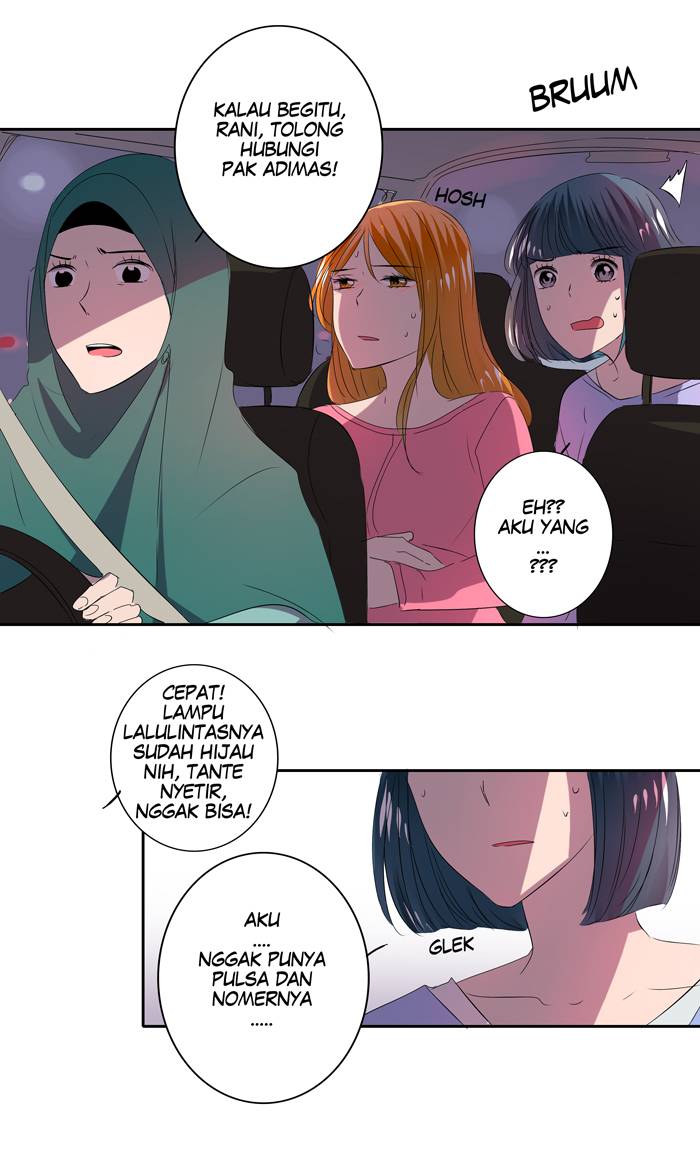 KALAU BEGITU,
RANI, TOLONG
HUBUNGI
PAK ADIMAS!
BRUUM
HOSH
EH??
AKU YANG
...
???
CEPAT!
LAMPU
LALULINTASNYA
SUDAH HIJAU
NIH, TANTE
NYETIR,
NGGAK BISA!
AKU
....
NGGAK PUNYA
PULSA DAN
NOMERNYA
.....
GLEK